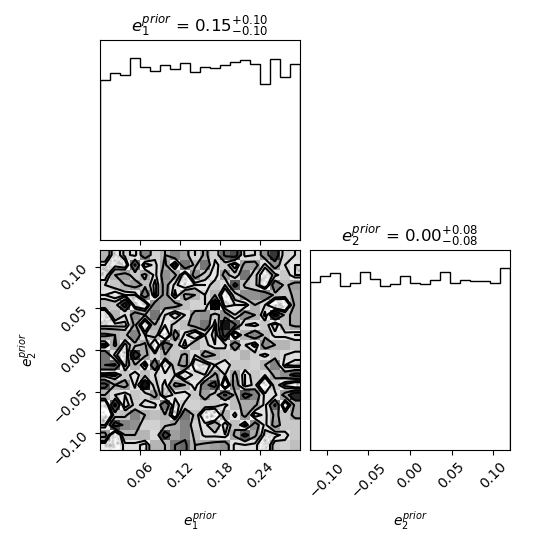 e_1^{prior} = 0.15^{+0.10}_{-0.10}
e_2^{prior} = 0.00^{+0.08}_{-0.08}
0.10
0.05
0.00
−0.05
−0.10
e_2^{prior}
0.06 0.12 0.18 0.24
−0.10 −0.05 0.00 0.05 0.10
e_1^{prior} e_2^{prior}